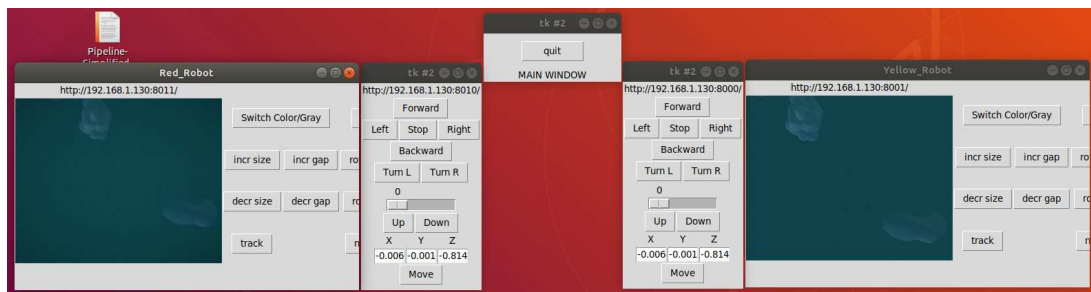 Pipeline-
Simplified
Red_Robot
http://192.168.1.130:8011/
Switch Color/Gray
incr size incr gap ro
decr size decr gap ro
track n
tk #2
http://192.168.1.130:8010/
Forward
Left Stop Right
Backward
Turn L Turn R
0
Up Down
X Y Z
-0.006 -0.001 -0.814
Move
tk #2
quit
MAIN WINDOW
tk #2
http://192.168.1.130:8000/
Forward
Left Stop Right
Backward
Turn L Turn R
0
Up Down
X Y Z
-0.006 -0.001 -0.814
Move
Yellow_Robot
http://192.168.1.130:8001/
Switch Color/Gray
incr size incr gap ro
decr size decr gap ro
track n